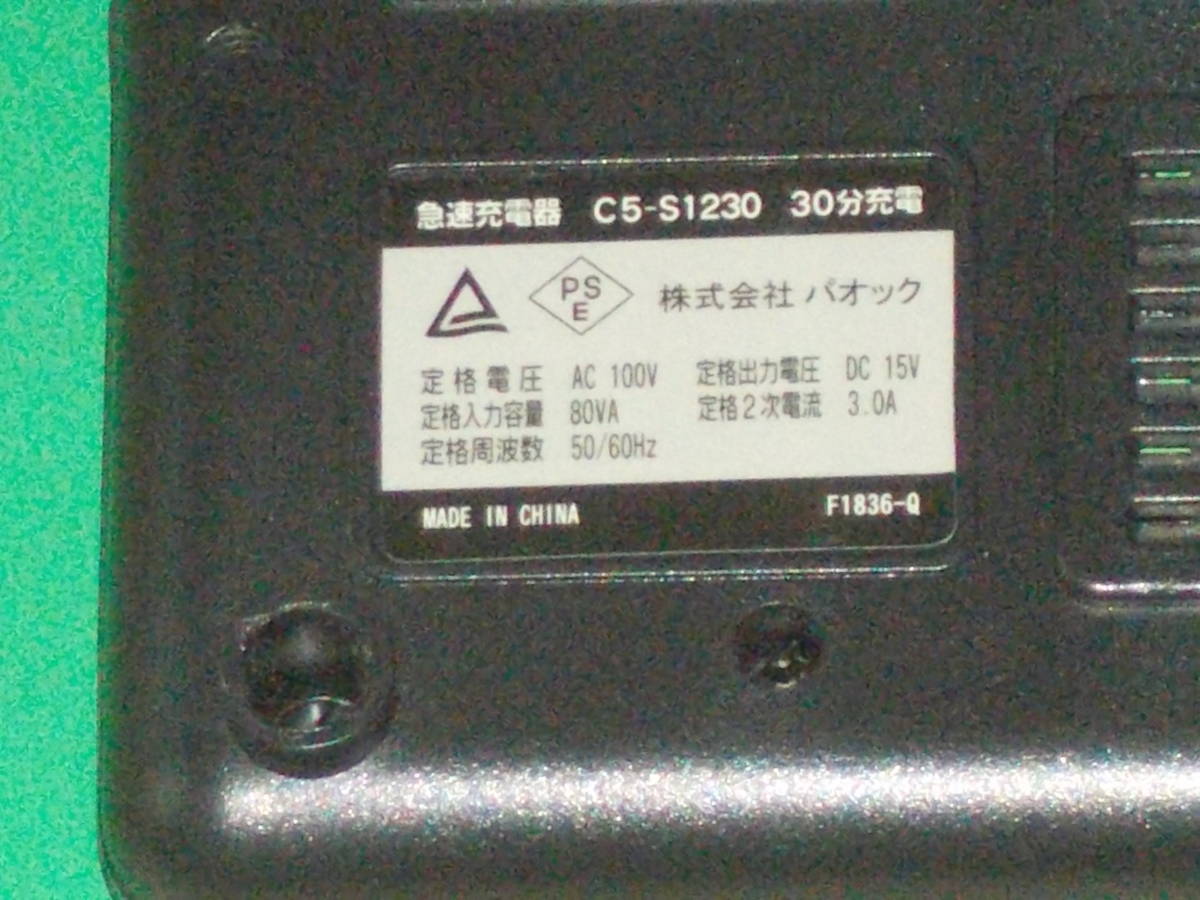 急速充電器 C5-S1230 30分充電
PS
E
株式会社 パオック
定格電圧 AC 100V 定格出力電圧 DC 15V
定格入力容量 80VA 定格2次電流 3.0A
定格周波数 50/60Hz
MADE IN CHINA F1836-Q